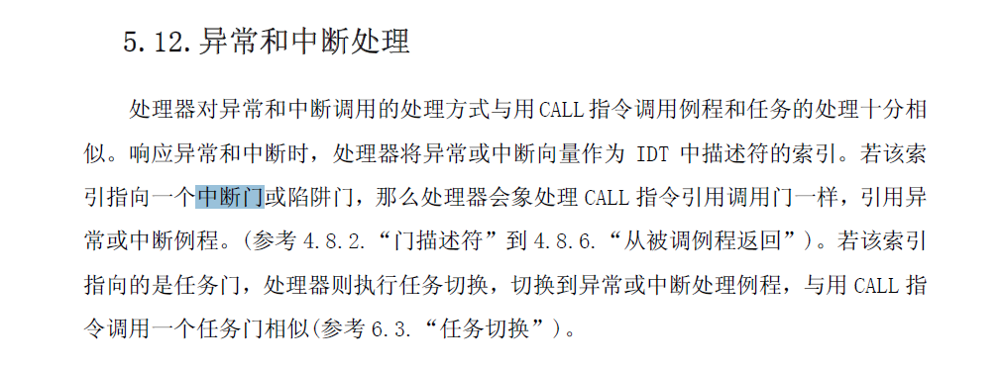 5.12.异常和中断处理
处理器对异常和中断调用的处理方式与用CALL指令调用例程和任务的处理十分相
似。响应异常和中断时，处理器将异常或中断向量作为 IDT 中描述符的索引。若该索
引指向一个中断门或陷阱门，那么处理器会象处理 CALL 指令引用调用门一样，引用异
常或中断例程。(参考 4.8.2.“门描述符”到 4.8.6.“从被调例程返回”)。若该索引
指向的是任务门，处理器则执行任务切换，切换到异常或中断处理例程，与用 CALL 指
令调用一个任务门相似(参考 6.3.“任务切换”)。